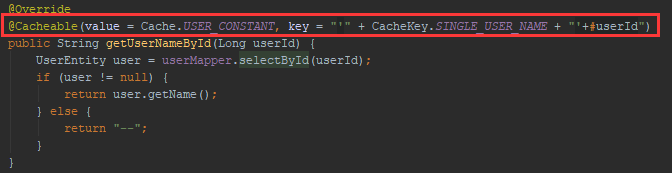 @Override
@Cacheable(value = Cache.USER_CONSTANT, key = "'" + CacheKey.SINGLE_USER_NAME + "'+#userId")
public String getUserNameById(Long userId) {
    UserEntity user = userMapper.selectById(userId);
    if (user != null) {
        return user.getName();
    } else {
        return "--";
    }
}